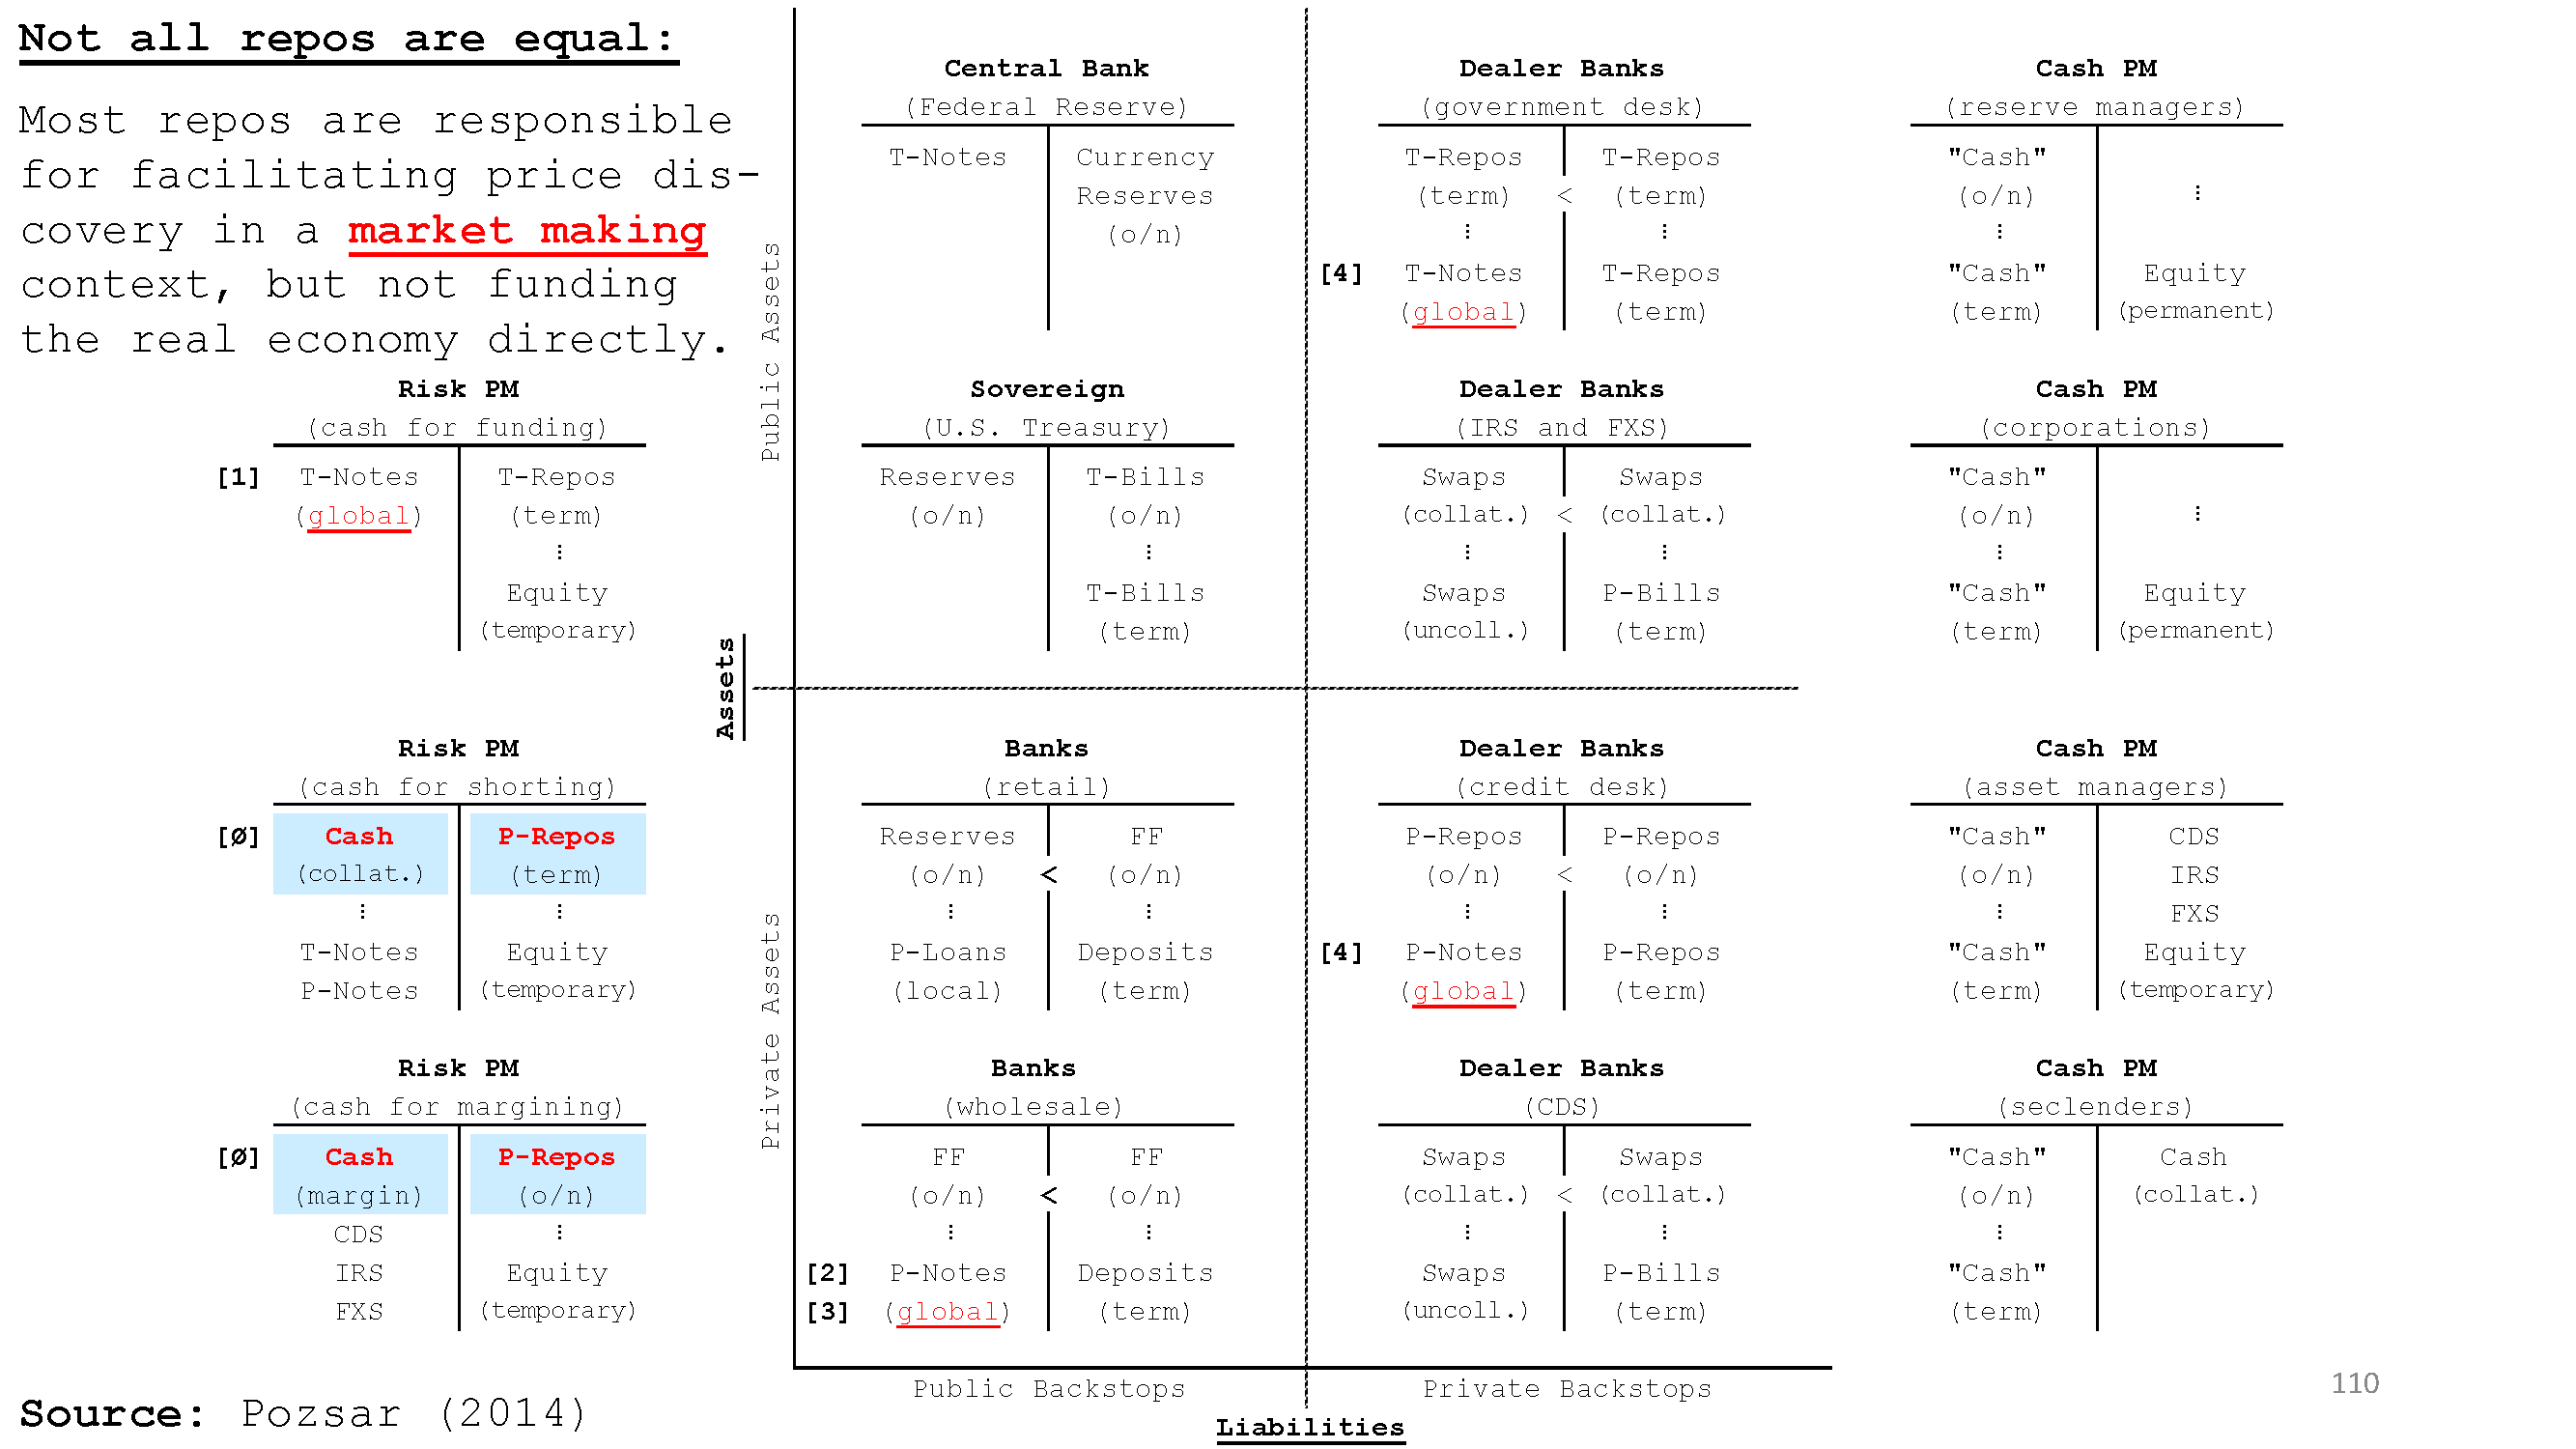 Not all repos are equal:
Most repos are responsible
for facilitating price dis-
covery in a market making
context, but not funding
the real economy directly.
Risk PM
(cash for funding)
[1] T-Notes T-Repos
(global) (term)
⋮
Equity
(temporary)
Risk PM
(cash for shorting)
[Ø] Cash P-Repos
(collat.) (term)
⋮ ⋮
T-Notes Equity
P-Notes (temporary)
Risk PM
(cash for margining)
[Ø] Cash P-Repos
(margin) (o/n)
CDS ⋮
IRS Equity
FXS (temporary)
Assets
Public Assets
Private Assets
Central Bank
(Federal Reserve)
T-Notes Currency
Reserves
(o/n)
Sovereign
(U.S. Treasury)
Reserves T-Bills
(o/n) (o/n)
⋮
T-Bills
(term)
Banks
(retail)
Reserves FF
(o/n) < (o/n)
⋮ ⋮
P-Loans Deposits
(local) (term)
Banks
(wholesale)
FF FF
(o/n) < (o/n)
⋮ ⋮
[2] P-Notes Deposits
[3] (global) (term)
Dealer Banks
(government desk)
T-Repos T-Repos
(term) < (term)
⋮ ⋮
[4] T-Notes T-Repos
(global) (term)
Dealer Banks
(IRS and FXS)
Swaps Swaps
(collat.) < (collat.)
⋮ ⋮
Swaps P-Bills
(uncoll.) (term)
Dealer Banks
(credit desk)
P-Repos P-Repos
(o/n) < (o/n)
⋮ ⋮
[4] P-Notes P-Repos
(global) (term)
Dealer Banks
(CDS)
Swaps Swaps
(collat.) < (collat.)
⋮ ⋮
Swaps P-Bills
(uncoll.) (term)
Cash PM
(reserve managers)
"Cash"
(o/n) ⋮
⋮
"Cash" Equity
(term) (permanent)
Cash PM
(corporations)
"Cash"
(o/n) ⋮
⋮
"Cash" Equity
(term) (permanent)
Cash PM
(asset managers)
"Cash" CDS
(o/n) IRS
⋮ FXS
"Cash" Equity
(term) (temporary)
Cash PM
(seclenders)
"Cash" Cash
(o/n) (collat.)
⋮
"Cash"
(term)
Public Backstops Private Backstops
Liabilities
Source: Pozsar (2014)
110